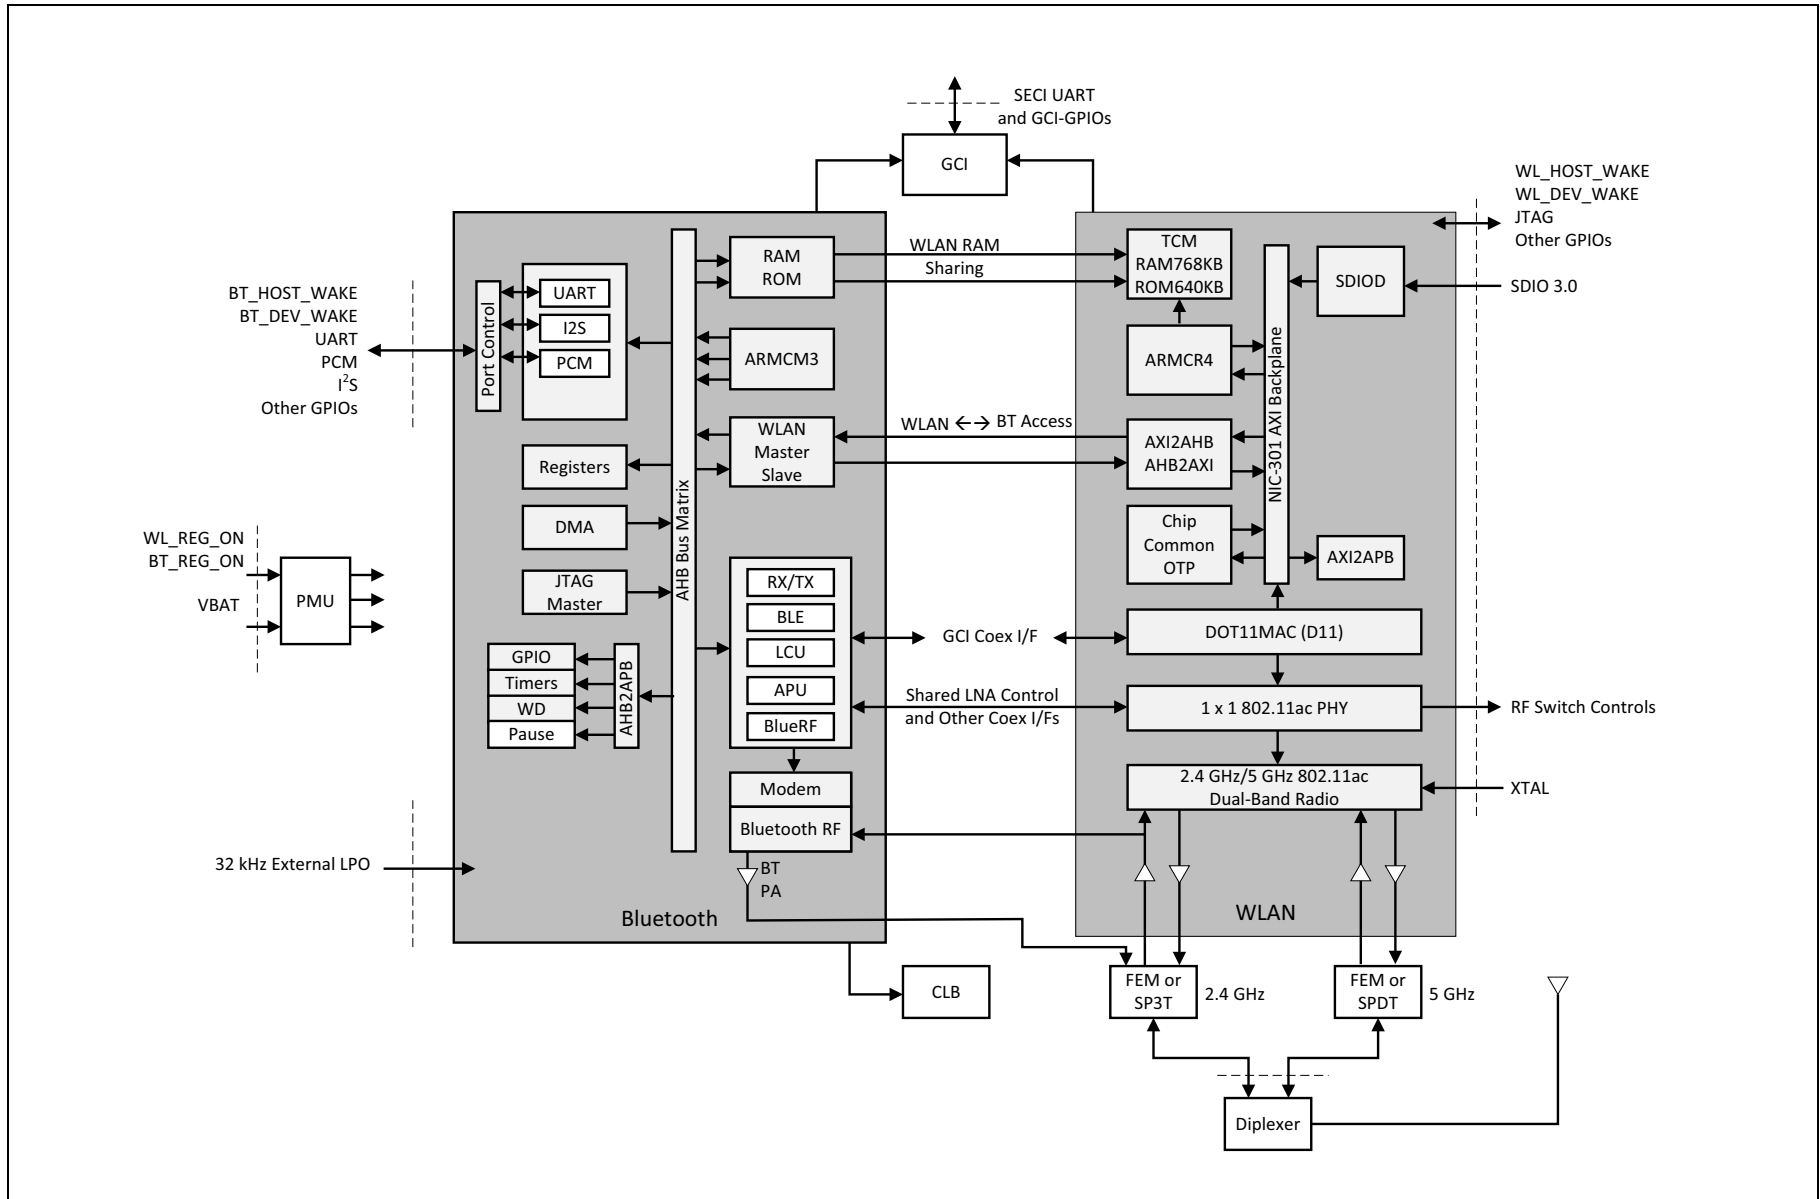 SECI UART
and GCI-GPIOs
GCI
WL_HOST_WAKE
WL_DEV_WAKE
JTAG
Other GPIOs
SDIO 3.0
BT_HOST_WAKE
BT_DEV_WAKE
UART
PCM
I²S
Other GPIOs
Port Control
UART
I2S
PCM
Registers
DMA
JTAG
Master
GPIO
Timers
WD
Pause
AHB2APB
AHB Bus Matrix
RAM
ROM
ARMCM3
WLAN
Master
Slave
RX/TX
BLE
LCU
APU
BlueRF
Modem
Bluetooth RF
BT
PA
Bluetooth
WLAN RAM
Sharing
WLAN ←→ BT Access
GCI Coex I/F
Shared LNA Control
and Other Coex I/Fs
TCM
RAM768KB
ROM640KB
ARMCR4
AXI2AHB
AHB2AXI
Chip
Common
OTP
NIC-301 AXI Backplane
SDIOD
AXI2APB
DOT11MAC (D11)
1 x 1 802.11ac PHY
2.4 GHz/5 GHz 802.11ac
Dual-Band Radio
WLAN
RF Switch Controls
XTAL
WL_REG_ON
BT_REG_ON
VBAT
PMU
32 kHz External LPO
CLB
FEM or
SP3T
2.4 GHz
FEM or
SPDT
5 GHz
Diplexer